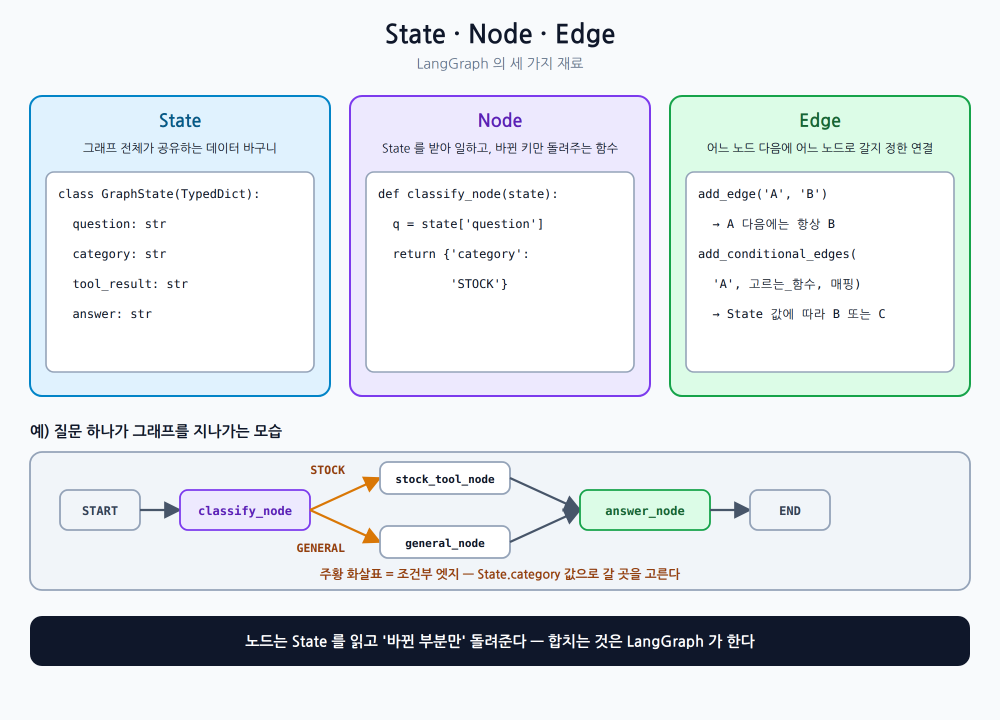 State · Node · Edge
LangGraph 의 세 가지 재료
State
그래프 전체가 공유하는 데이터 바구니
class GraphState(TypedDict):
  question: str
  category: str
  tool_result: str
  answer: str
Node
State 를 받아 일하고, 바뀐 키만 돌려주는 함수
def classify_node(state):
  q = state['question']
  return {'category':
          'STOCK'}
Edge
어느 노드 다음에 어느 노드로 갈지 정한 연결
add_edge('A', 'B')
  → A 다음에는 항상 B
add_conditional_edges(
  'A', 고르는_함수, 매핑)
  → State 값에 따라 B 또는 C
예) 질문 하나가 그래프를 지나가는 모습
START
classify_node
STOCK
GENERAL
stock_tool_node
general_node
answer_node
END
주황 화살표 = 조건부 엣지 — State.category 값으로 갈 곳을 고른다
노드는 State 를 읽고 '바뀐 부분만' 돌려준다 — 합치는 것은 LangGraph 가 한다